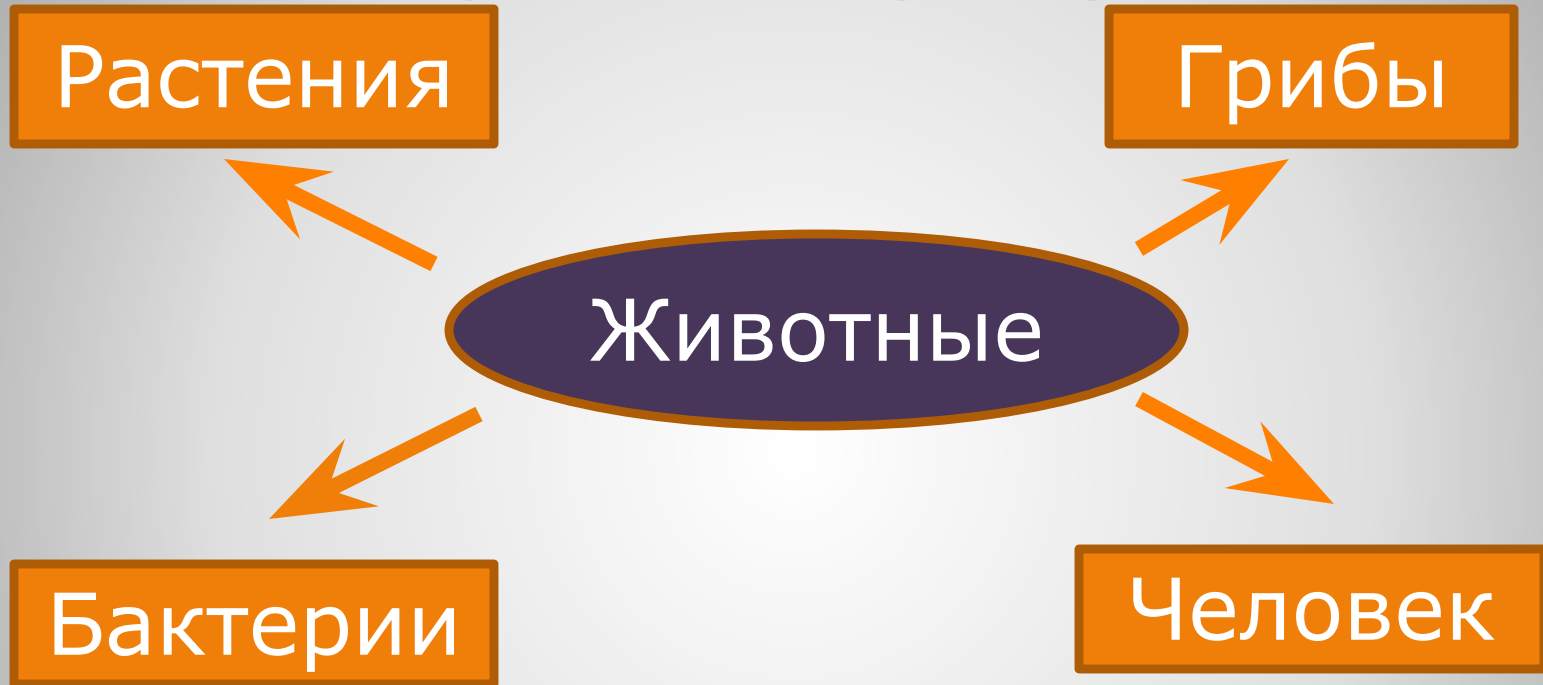 Растения
Грибы
Животные
Бактерии
Человек